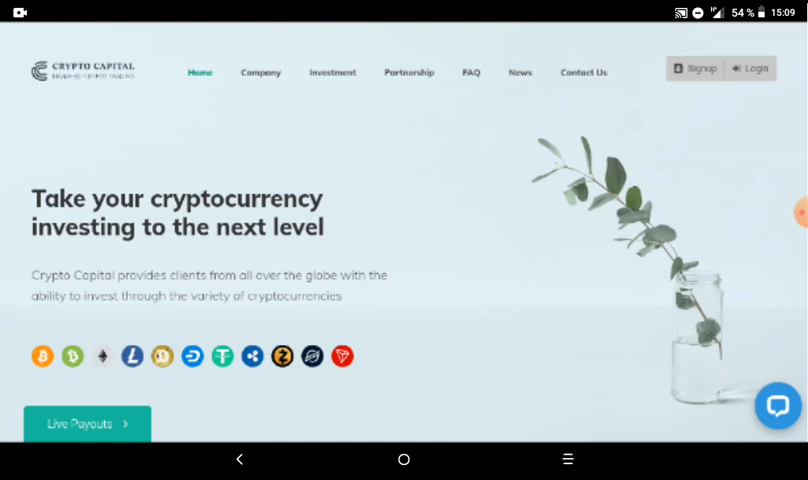 54 % 15:09
CRYPTO CAPITAL
Home Company Investment Partnership FAQ News Contact Us Signup Login
Take your cryptocurrency
investing to the next level
Crypto Capital provides clients from all over the globe with the
ability to invest through the variety of cryptocurrencies
Live Payouts